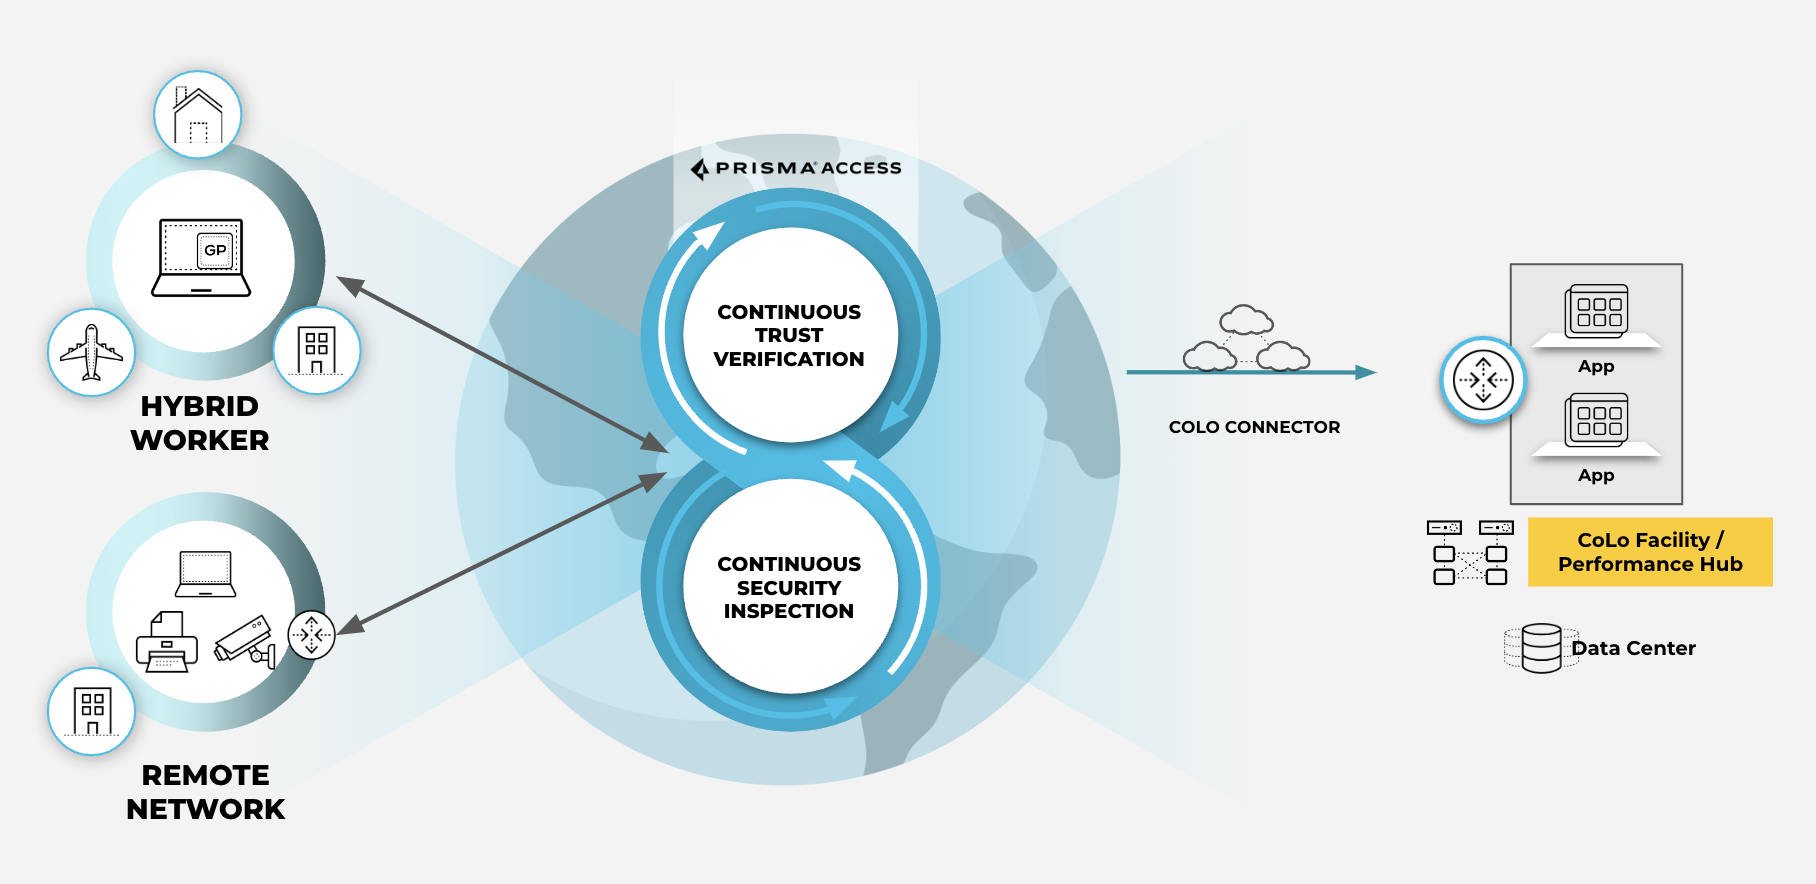 PRISMA® ACCESS
GP
HYBRID
WORKER
CONTINUOUS
TRUST
VERIFICATION
CONTINUOUS
SECURITY
INSPECTION
REMOTE
NETWORK
COLO CONNECTOR
App
App
CoLo Facility /
Performance Hub
Data Center